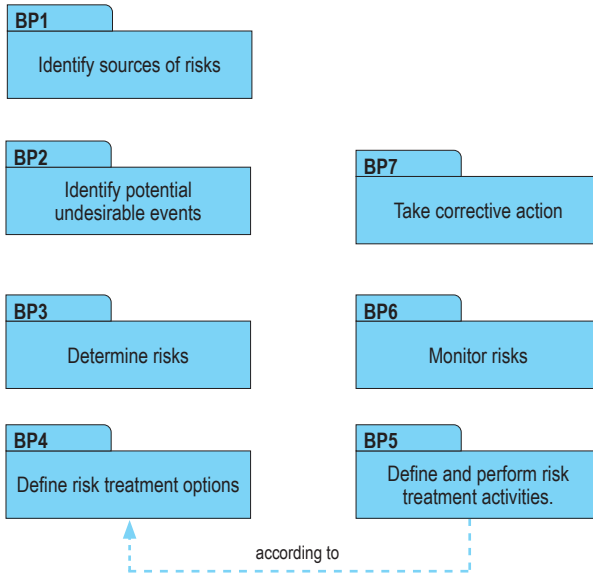 BP1
Identify sources of risks
BP2
Identify potential
undesirable events
BP7
Take corrective action
BP3
Determine risks
BP6
Monitor risks
BP4
Define risk treatment options
BP5
Define and perform risk
treatment activities.
according to